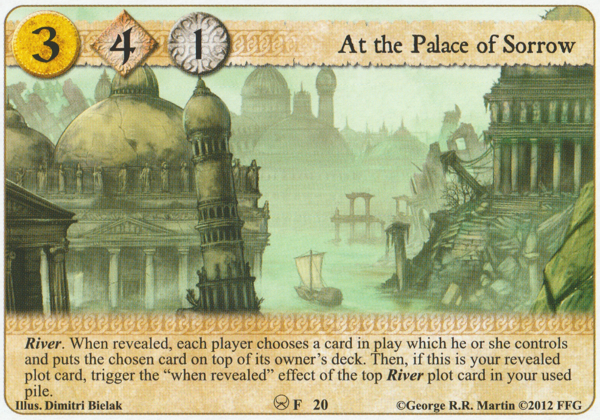 3 4 1 At the Palace of Sorrow
River. When revealed, each player chooses a card in play which he or she controls
and puts the chosen card on top of its owner's deck. Then, if this is your revealed
plot card, trigger the “when revealed” effect of the top River plot card in your used
pile.
Illus. Dimitri Bielak F 20 ©George R.R. Martin ©2012 FFG